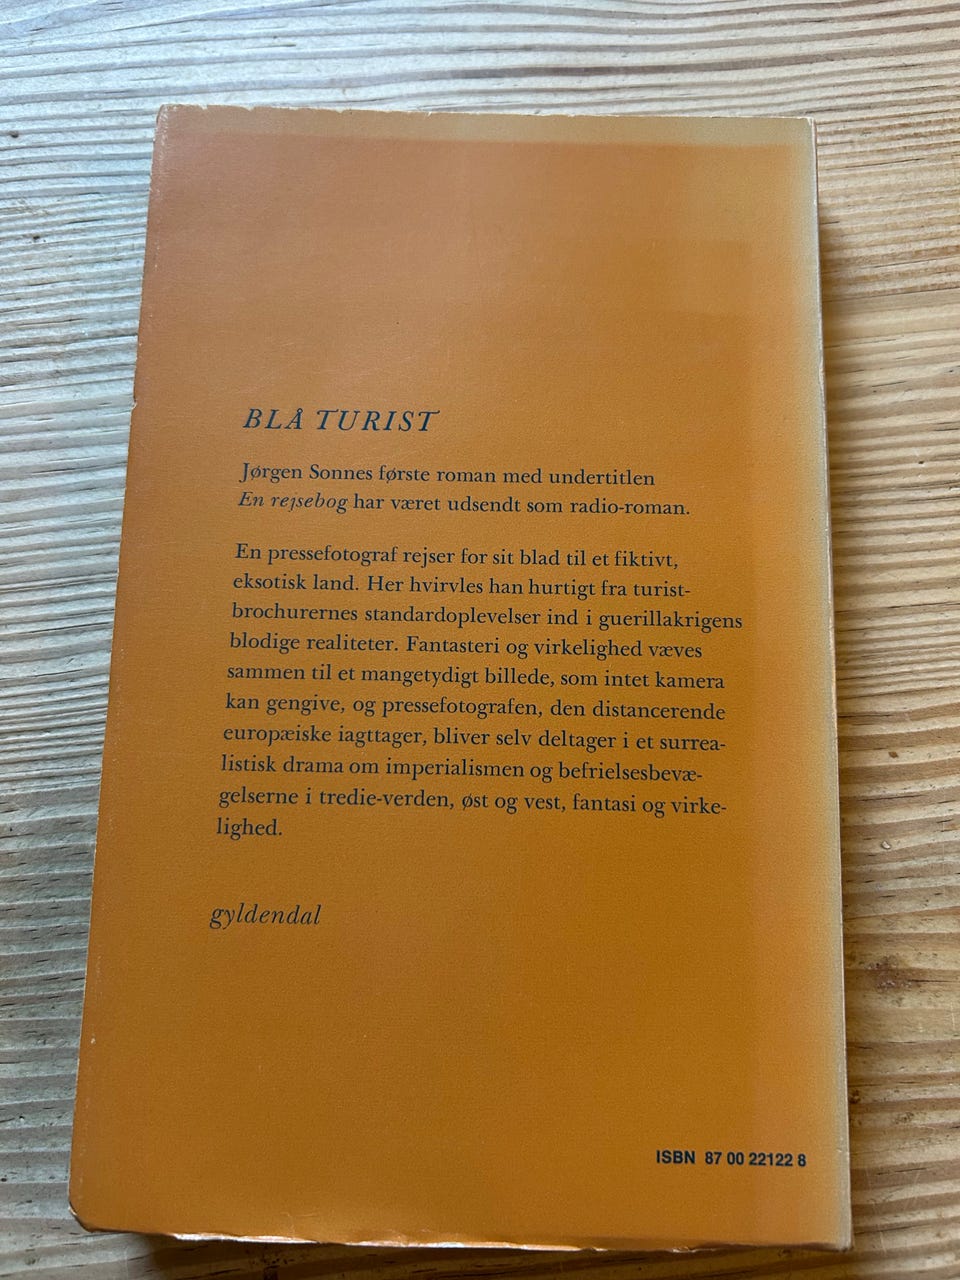 BLÅ TURIST
Jørgen Sonnes første roman med undertitlen
En rejsebog har været udsendt som radio-roman.
En pressefotograf rejser for sit blad til et fiktivt,
eksotisk land. Her hvirvles han hurtigt fra turist-
brochurernes standardoplevelser ind i guerillakrigens
blodige realiteter. Fantasteri og virkelighed væves
sammen til et mangetydigt billede, som intet kamera
kan gengive, og pressefotografen, den distancerende
europæiske iagttager, bliver selv deltager i et surrea-
listisk drama om imperialismen og befrielsesbevæ-
gelserne i tredie-verden, øst og vest, fantasi og virke-
lighed.
gyldendal
ISBN 87 00 22122 8